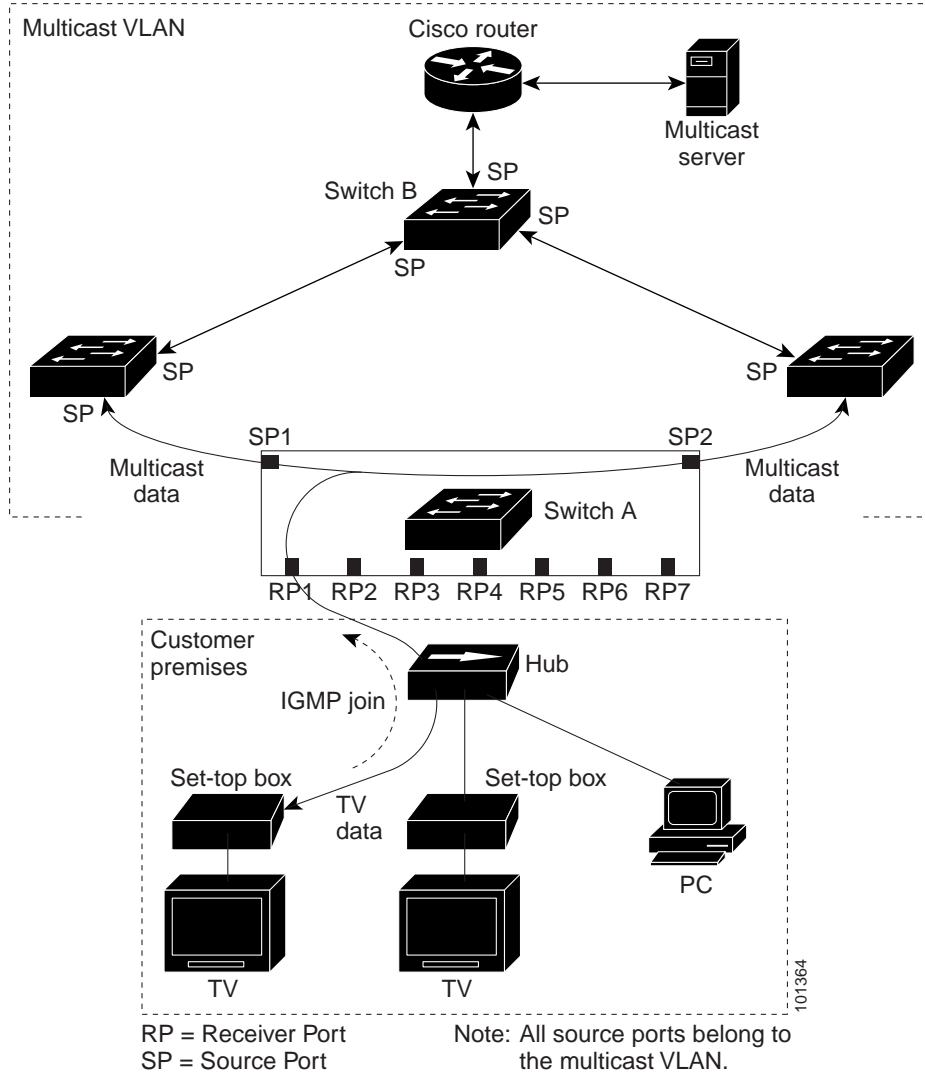 Multicast VLAN
Cisco router
Multicast
server
SP
Switch B
SP
SP
SP
SP
SP
SP1
SP2
Multicast
data
Multicast
data
Switch A
RP1 RP2 RP3 RP4 RP5 RP6 RP7
Customer
premises
Hub
IGMP join
Set-top box
Set-top box
TV
data
PC
TV
TV
101364
RP = Receiver Port
SP = Source Port
Note: All source ports belong to
the multicast VLAN.